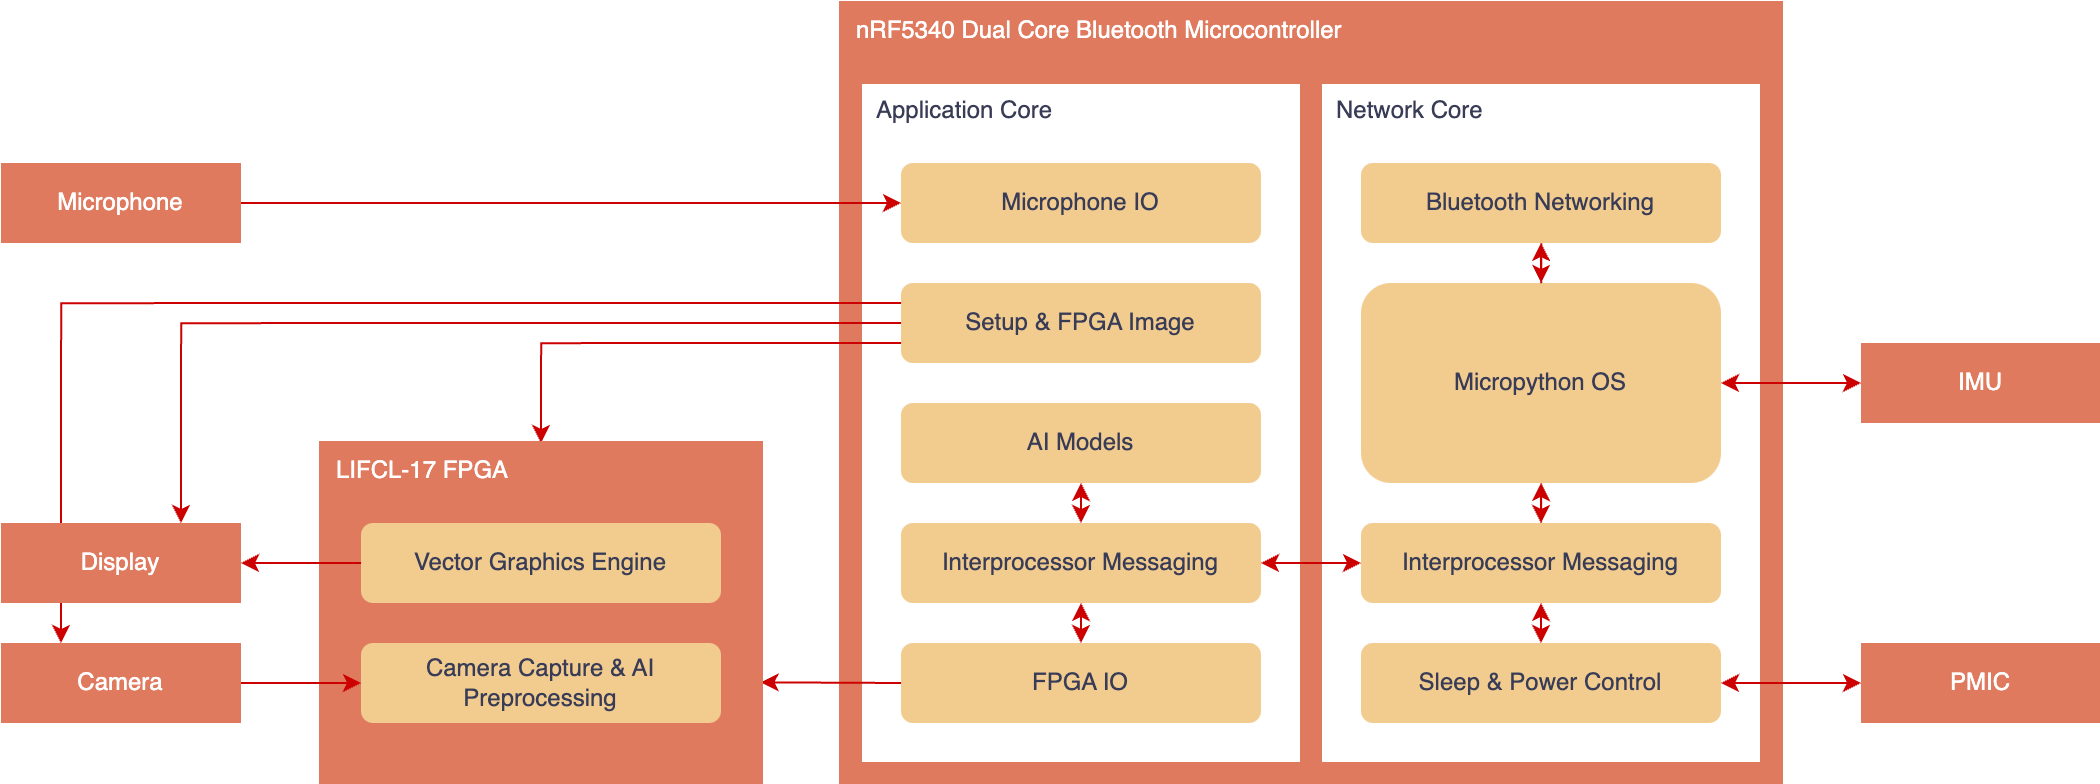 nRF5340 Dual Core Bluetooth Microcontroller
Application Core
Network Core
Microphone
Microphone IO
Bluetooth Networking
Setup & FPGA Image
Micropython OS
IMU
AI Models
LIFCL-17 FPGA
Display
Vector Graphics Engine
Interprocessor Messaging
Interprocessor Messaging
Camera
Camera Capture & AI
Preprocessing
FPGA IO
Sleep & Power Control
PMIC